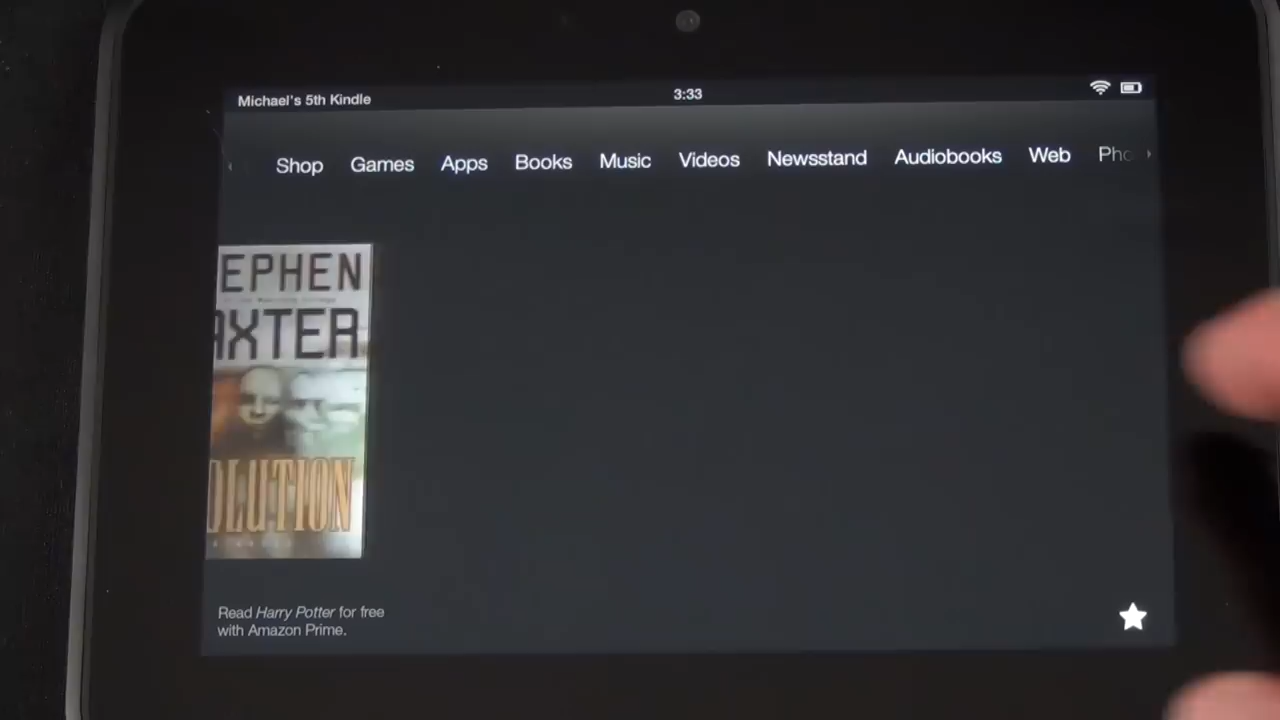 Michael's 5th Kindle 3:33
Shop Games Apps Books Music Videos Newsstand Audiobooks Web Pho
EPHEN
AXTER
OLUTION
Read Harry Potter for free
with Amazon Prime.